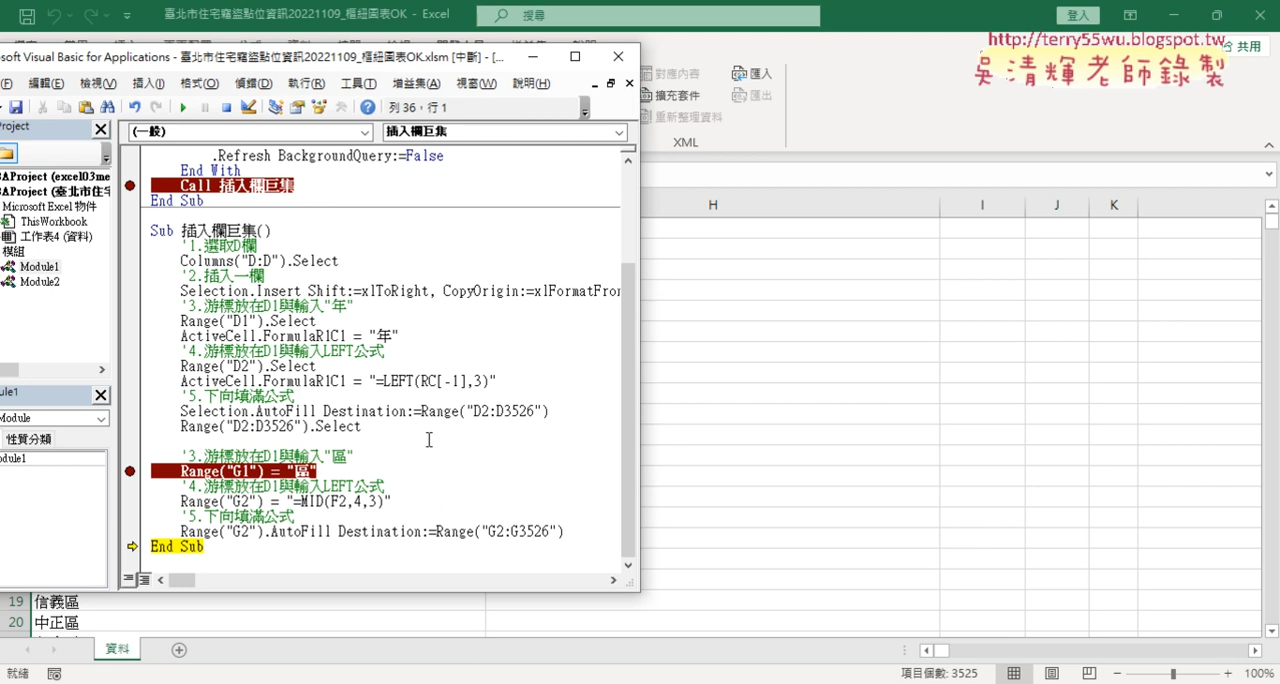 臺北市住宅竊盜點位資訊20221109_樞紐圖表OK - Excel
搜尋
登入
http://terry55wu.blogspot.tw
吳清輝老師錄製
共用
osoft Visual Basic for Applications - 臺北市住宅竊盜點位資訊20221109_樞紐圖表OK.xlsm [中斷] - [...
(F) 編輯(E) 檢視(V) 插入(I) 格式(O) 偵錯(D) 執行(R) 工具(T) 增益集(A) 視窗(W) 說明(H)
列 36，行 1
對應內容
擴充套件
重新整理資料
匯入
匯出
XML
Project
BAProject (excel03me
BAProject (臺北市住宅
Microsoft Excel 物件
ThisWorkbook
工作表4 (資料)
模組
Module1
Module2
ule1
Module
性質分類
odule1
(一般)
插入欄巨集
.Refresh BackgroundQuery:=False
End With
Call 插入欄巨集
End Sub
Sub 插入欄巨集()
'1.選取D欄
Columns("D:D").Select
'2.插入一欄
Selection.Insert Shift:=xlToRight, CopyOrigin:=xlFormatFrom
'3.游標放在D1與輸入"年"
Range("D1").Select
ActiveCell.FormulaR1C1 = "年"
'4.游標放在D1與輸入LEFT公式
Range("D2").Select
ActiveCell.FormulaR1C1 = "=LEFT(RC[-1],3)"
'5.下向填滿公式
Selection.AutoFill Destination:=Range("D2:D3526")
Range("D2:D3526").Select
'3.游標放在D1與輸入"區"
Range("G1") = "區"
'4.游標放在D1與輸入LEFT公式
Range("G2") = "=MID(F2,4,3)"
'5.下向填滿公式
Range("G2").AutoFill Destination:=Range("G2:G3526")
End Sub
H I J K
19 信義區
20 中正區
資料
就緒
項目個數: 3525
100%